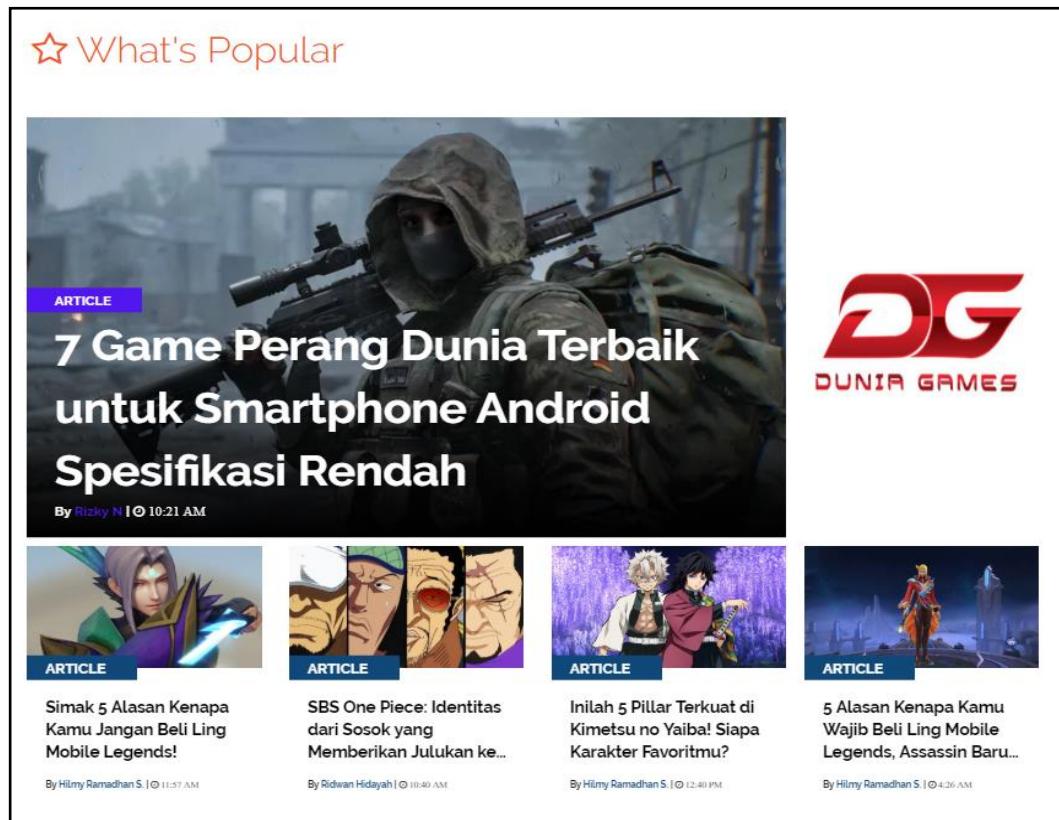 What's Popular
ARTICLE
7 Game Perang Dunia Terbaik
untuk Smartphone Android
Spesifikasi Rendah
By Rizky N | 10:21 AM
DUNIA GAMES
ARTICLE
Simak 5 Alasan Kenapa
Kamu Jangan Beli Ling
Mobile Legends!
By Hilmy Ramadhan S. | 11:57 AM
ARTICLE
SBS One Piece: Identitas
dari Sosok yang
Memberikan Julukan ke...
By Ridwan Hidayah | 10:40 AM
ARTICLE
Inilah 5 Pillar Terkuat di
Kimetsu no Yaiba! Siapa
Karakter Favoritmu?
By Hilmy Ramadhan S. | 12:40 PM
ARTICLE
5 Alasan Kenapa Kamu
Wajib Beli Ling Mobile
Legends, Assassin Baru...
By Hilmy Ramadhan S. | 4:26 AM